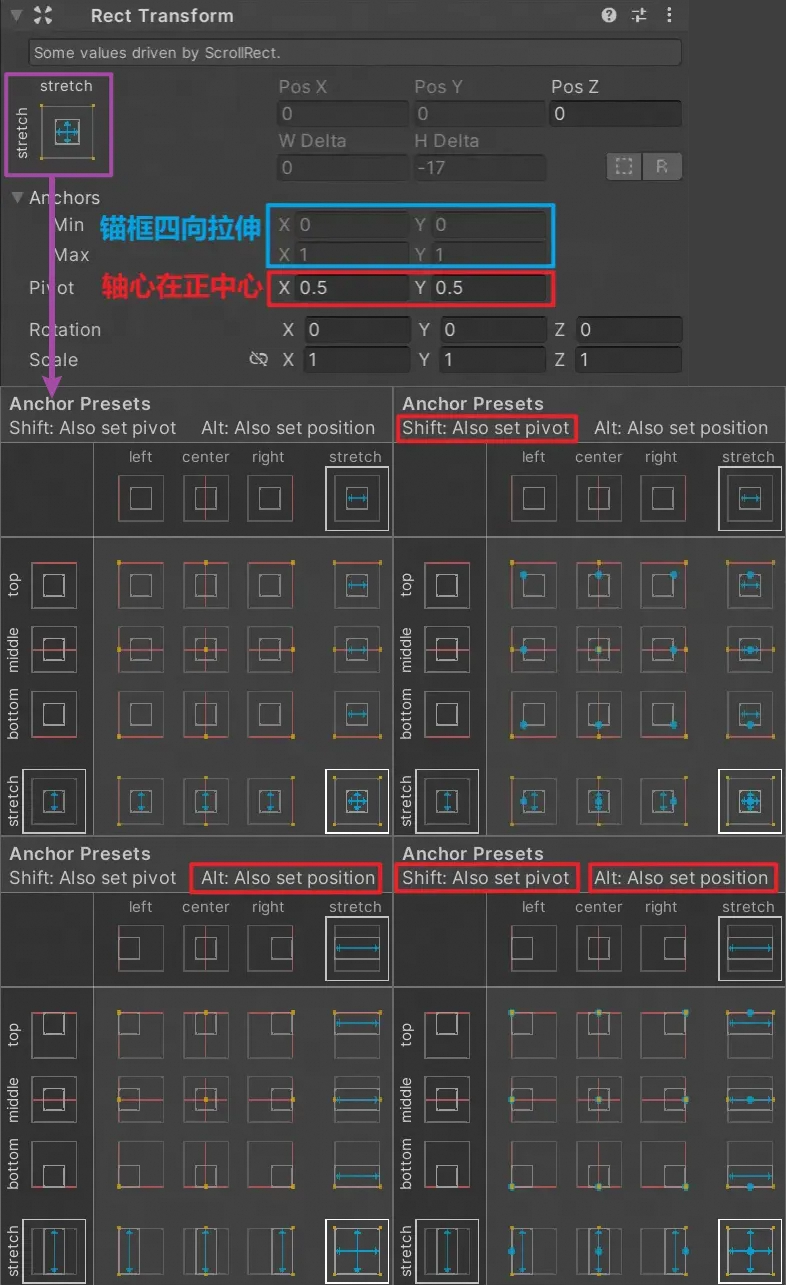 Rect Transform
Some values driven by ScrollRect.
stretch
stretch
Pos X Pos Y Pos Z
0 0 0
W Delta H Delta
0 -17 R
Anchors
Min 锚框四向拉伸 X 0 Y 0
Max X 1 Y 1
Pivot 轴心在正中心 X 0.5 Y 0.5
Rotation X 0 Y 0 Z 0
Scale X 1 Y 1 Z 1
Anchor Presets
Shift: Also set pivot Alt: Also set position
left center right stretch
top
middle
bottom
stretch
Anchor Presets
Shift: Also set pivot Alt: Also set position
left center right stretch
top
middle
bottom
stretch
Anchor Presets
Shift: Also set pivot Alt: Also set position
left center right stretch
top
middle
bottom
stretch
Anchor Presets
Shift: Also set pivot Alt: Also set position
left center right stretch
top
middle
bottom
stretch